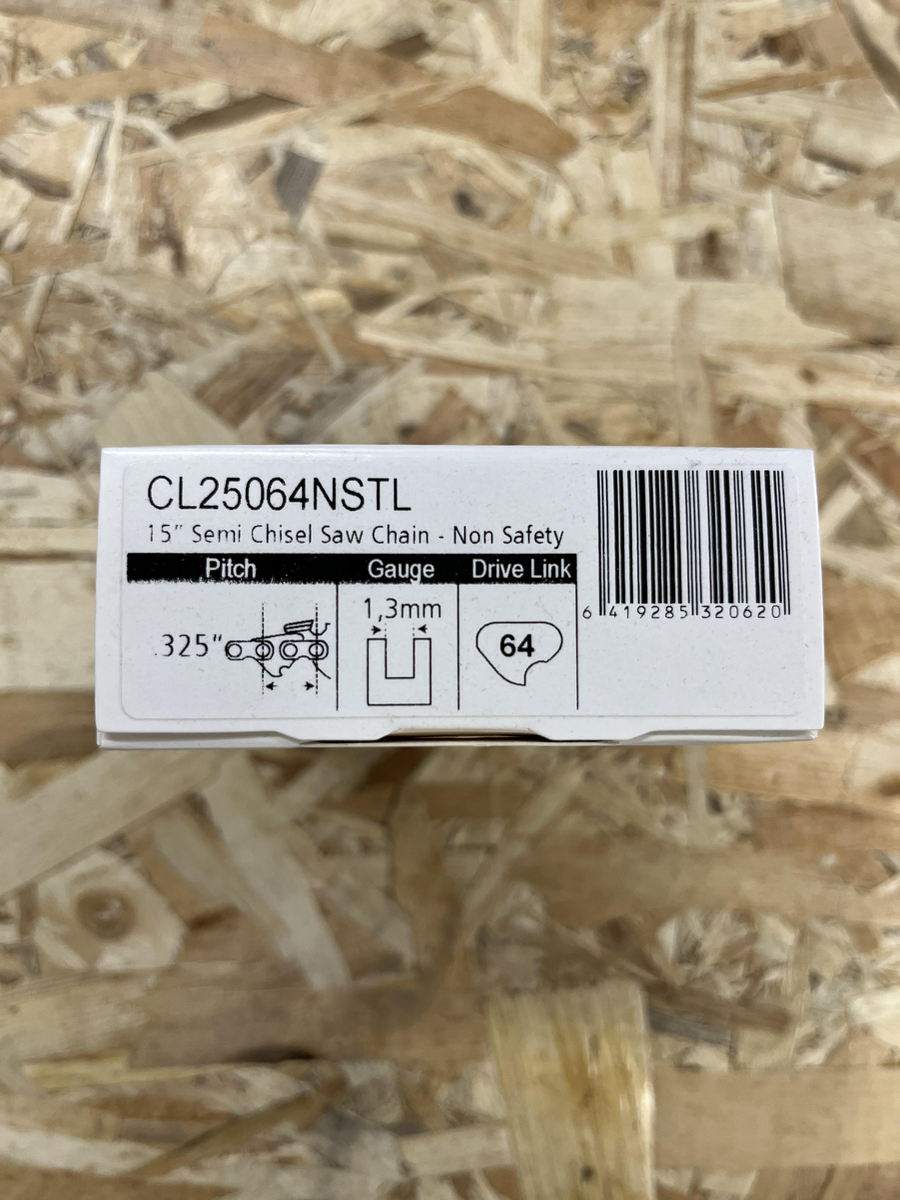 CL25064NSTL
15" Semi Chisel Saw Chain - Non Safety
Pitch Gauge Drive Link
.325" 1,3mm 64
6 419285 320620